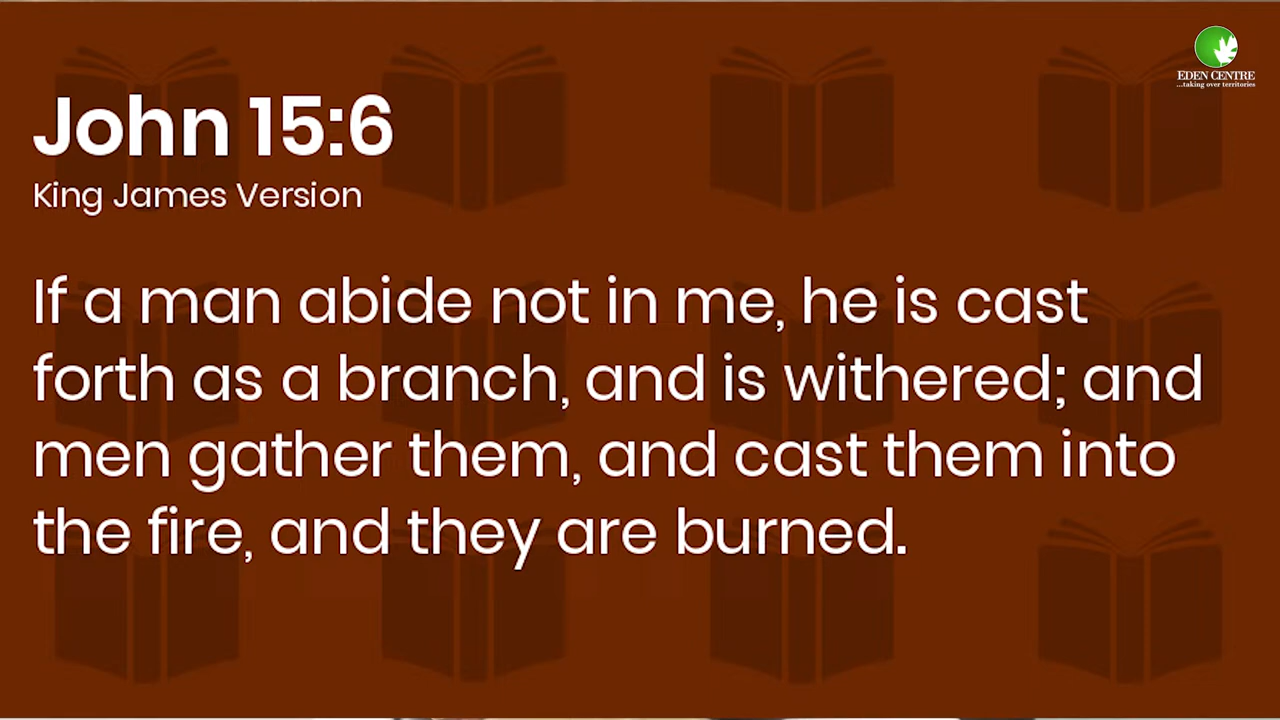 EDEN CENTRE
...taking over territories
John 15:6
King James Version
If a man abide not in me, he is cast
forth as a branch, and is withered; and
men gather them, and cast them into
the fire, and they are burned.